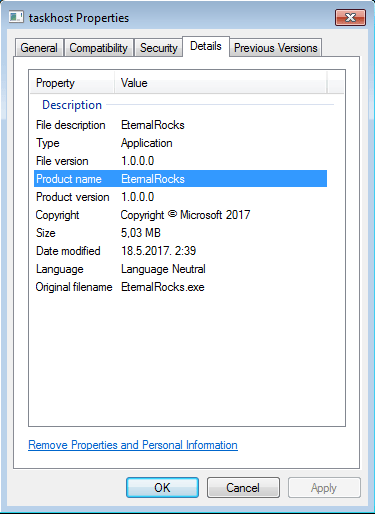 taskhost Properties
General Compatibility Security Details Previous Versions
Property Value
Description
File description EternalRocks
Type Application
File version 1.0.0.0
Product name EternalRocks
Product version 1.0.0.0
Copyright Copyright © Microsoft 2017
Size 5,03 MB
Date modified 18.5.2017. 2:39
Language Language Neutral
Original filename EternalRocks.exe
Remove Properties and Personal Information
OK Cancel Apply